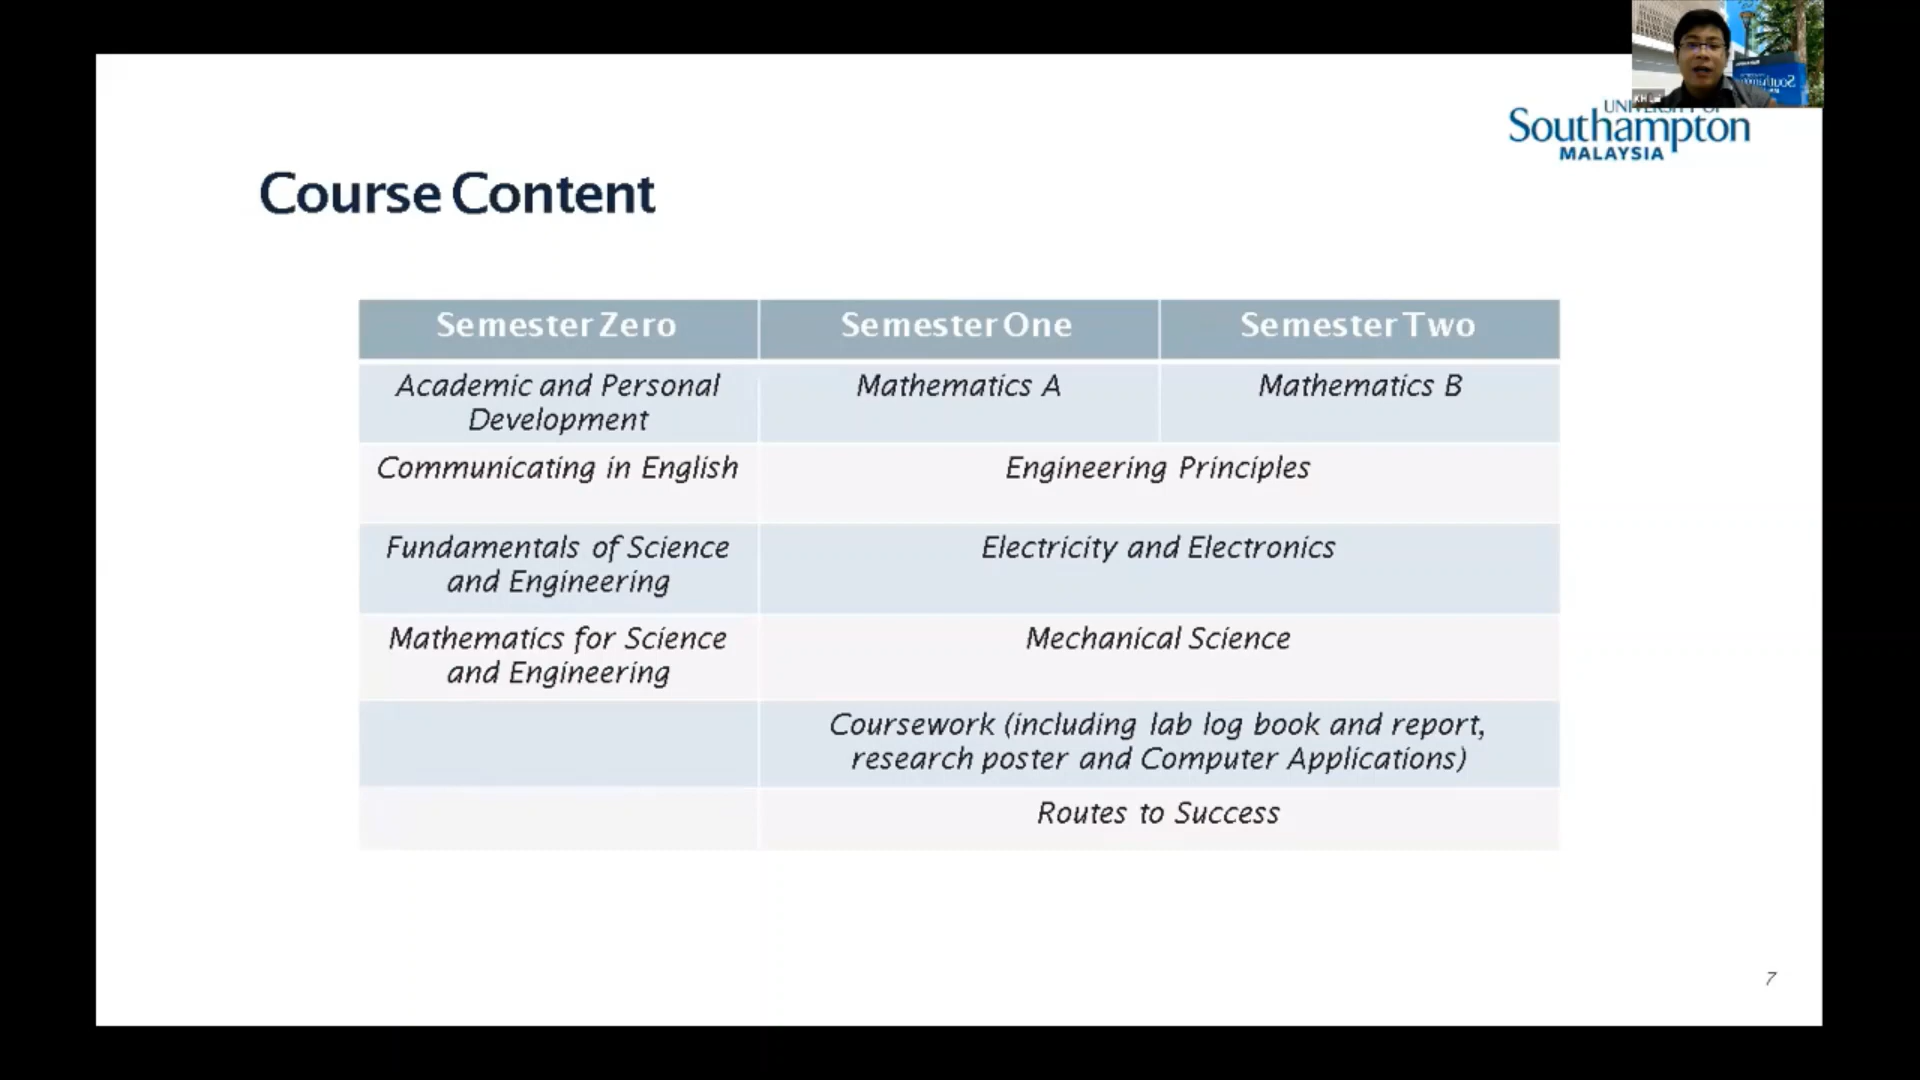 UNIVERSITY OF
Southampton
MALAYSIA
Course Content
Semester Zero
Semester One
Semester Two
Academic and Personal
Development
Mathematics A
Mathematics B
Communicating in English
Engineering Principles
Fundamentals of Science
and Engineering
Electricity and Electronics
Mathematics for Science
and Engineering
Mechanical Science
Coursework (including lab log book and report,
research poster and Computer Applications)
Routes to Success
7